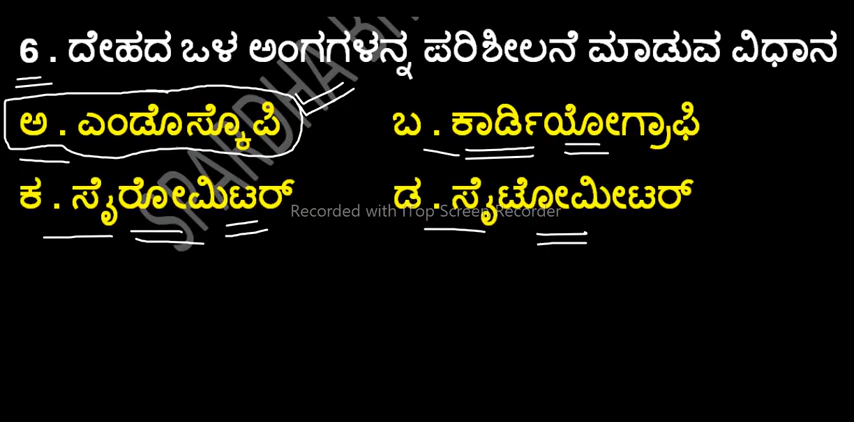 6 . ದೇಹದ ಒಳ ಅಂಗಗಳನ್ನ ಪರಿಶೀಲನೆ ಮಾಡುವ ವಿಧಾನ
ಅ . ಎಂಡೊಸ್ಕೊಪಿ ಬ . ಕಾರ್ಡಿಯೋಗ್ರಾಫಿ
ಕ . ಸೈರೋಮಿಟರ್ ಡ . ಸೈಟೋಮೀಟರ್
Recorded with iTop Screen Recorder